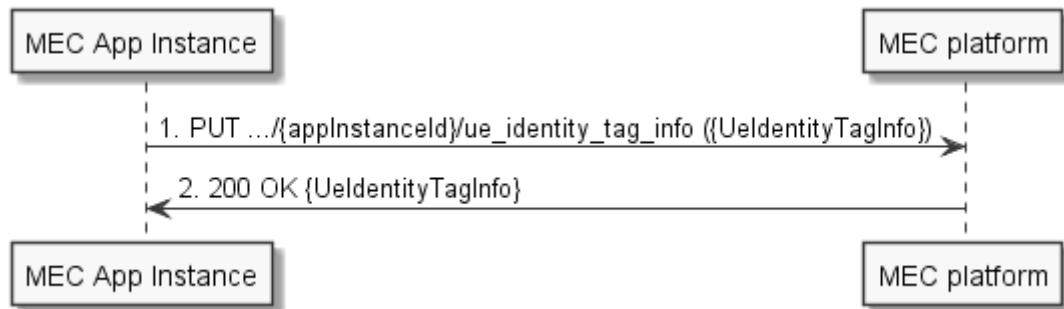 MEC App Instance
MEC platform
1. PUT .../{appInstanceId}/ue_identity_tag_info ({UeIdentityTagInfo})
2. 200 OK {UeIdentityTagInfo}
MEC App Instance
MEC platform